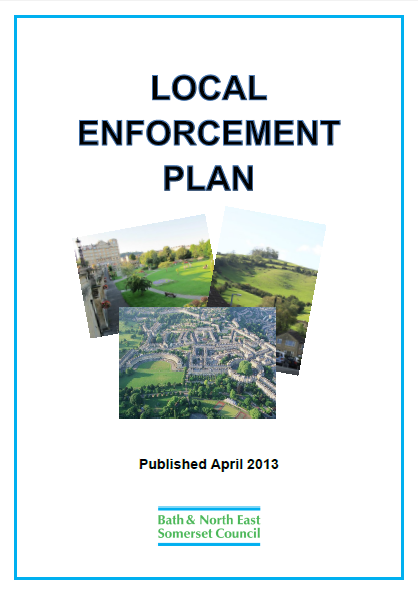 LOCAL
ENFORCEMENT
PLAN
Published April 2013
Bath & North East
Somerset Council